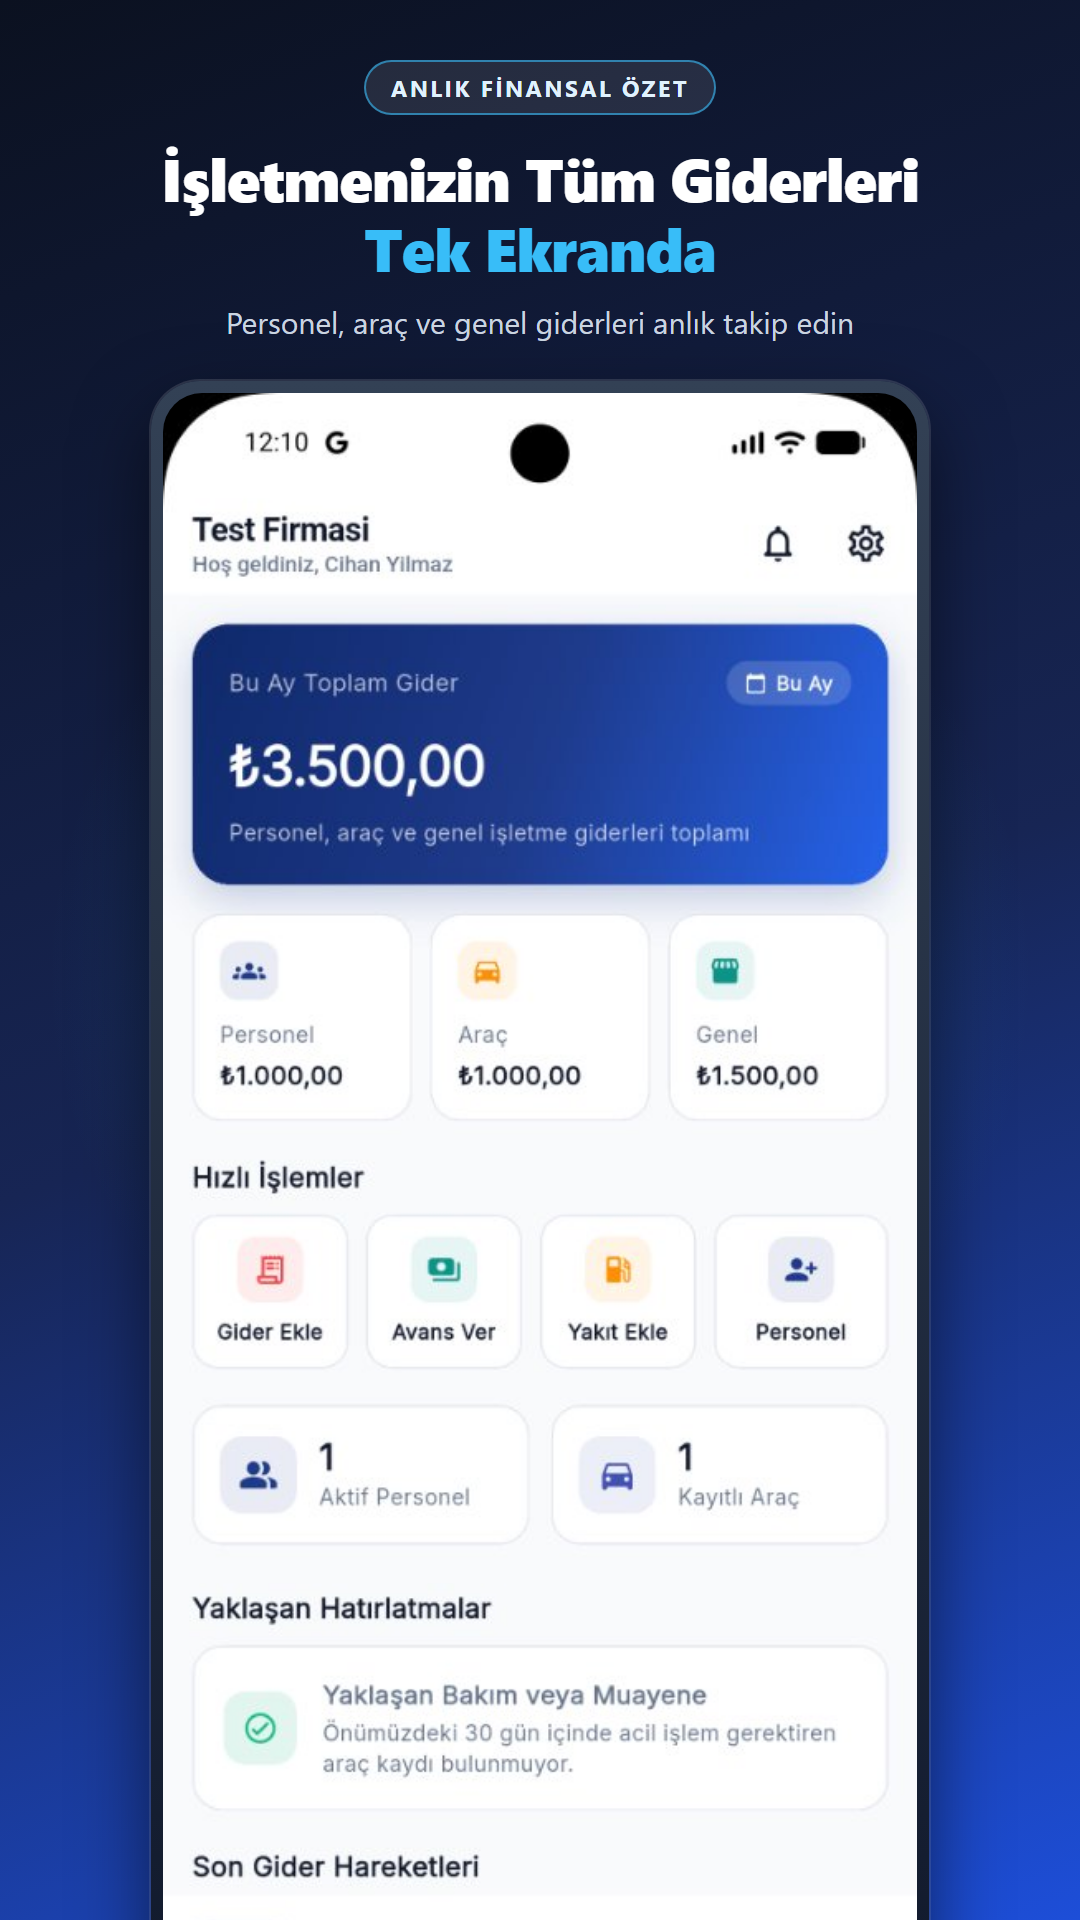 ANLIK FİNANSAL ÖZET
İşletmenizin Tüm Giderleri
Tek Ekranda
Personel, araç ve genel giderleri anlık takip edin
12:10 G
Test Firmasi
Hoş geldiniz, Cihan Yilmaz
Bu Ay Toplam Gider
Bu Ay
₺3.500,00
Personel, araç ve genel işletme giderleri toplamı
Personel
₺1.000,00
Araç
₺1.000,00
Genel
₺1.500,00
Hızlı İşlemler
Gider Ekle
Avans Ver
Yakıt Ekle
Personel
1
Aktif Personel
1
Kayıtlı Araç
Yaklaşan Hatırlatmalar
Yaklaşan Bakım veya Muayene
Önümüzdeki 30 gün içinde acil işlem gerektiren
araç kaydı bulunmuyor.
Son Gider Hareketleri